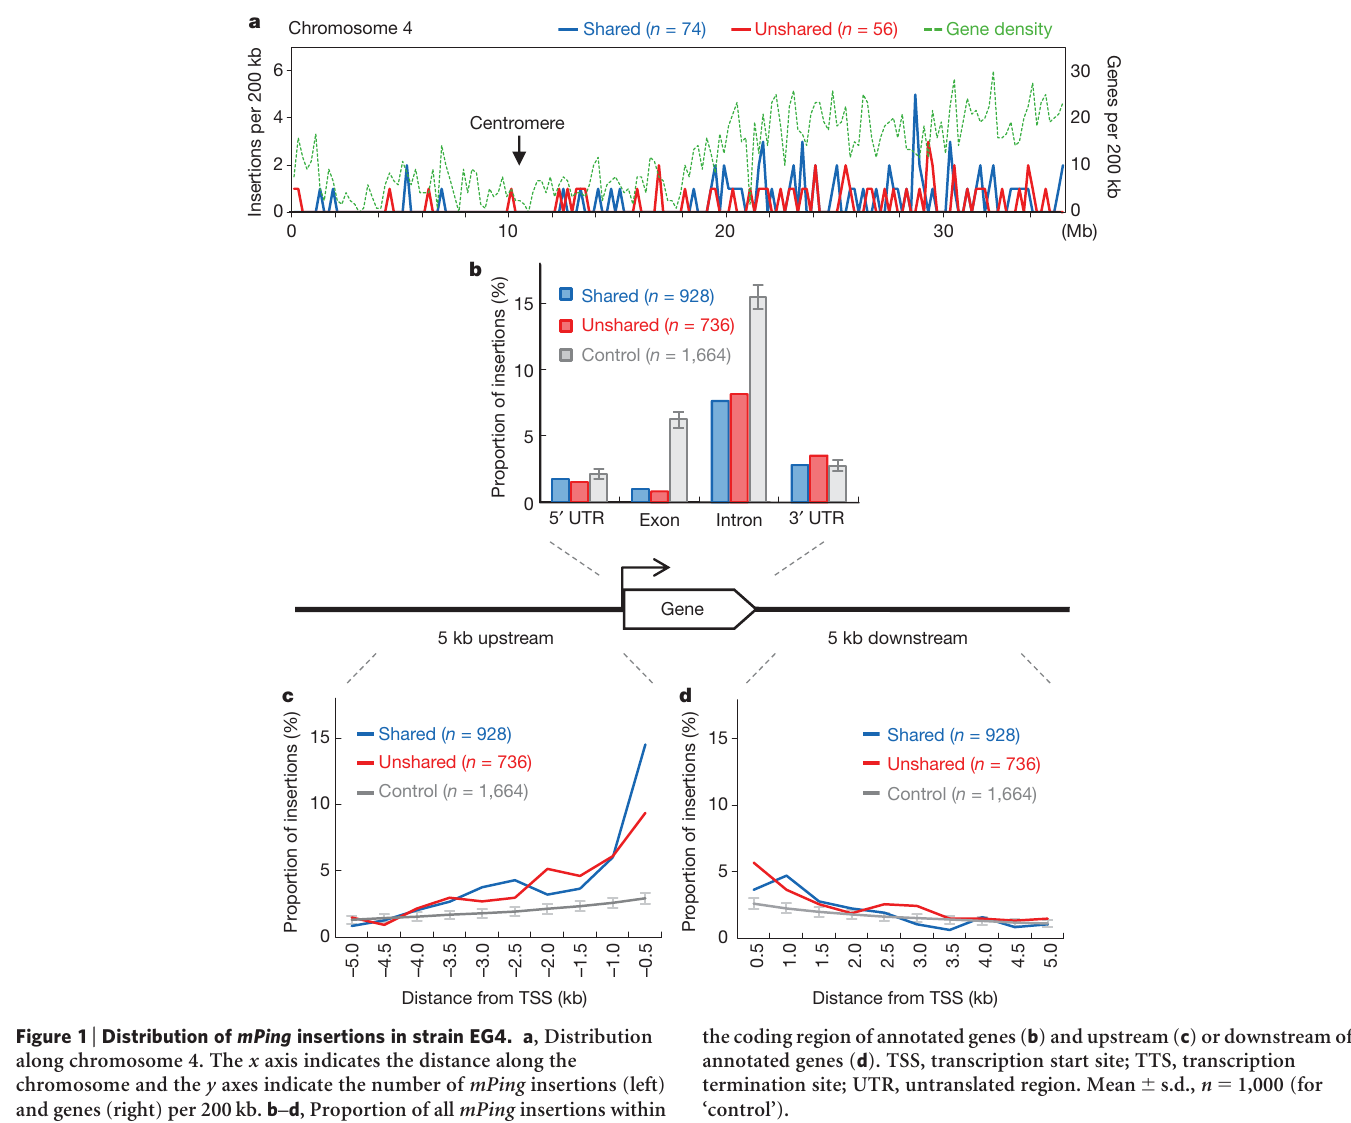 a
Chromosome 4
Shared (n = 74)
Unshared (n = 56)
Gene density
Insertions per 200 kb
6
4
2
0
Centromere
30
20
10
0
Genes per 200 kb
0
10
20
30
(Mb)
b
Proportion of insertions (%)
15
10
5
0
Shared (n = 928)
Unshared (n = 736)
Control (n = 1,664)
5′ UTR
Exon
Intron
3′ UTR
Gene
5 kb upstream
5 kb downstream
c
Proportion of insertions (%)
15
10
5
0
Shared (n = 928)
Unshared (n = 736)
Control (n = 1,664)
–5.0
–4.5
–4.0
–3.5
–3.0
–2.5
–2.0
–1.5
–1.0
–0.5
Distance from TSS (kb)
d
Proportion of insertions (%)
15
10
5
0
Shared (n = 928)
Unshared (n = 736)
Control (n = 1,664)
0.5
1.0
1.5
2.0
2.5
3.0
3.5
4.0
4.5
5.0
Distance from TSS (kb)
Figure 1 | Distribution of mPing insertions in strain EG4. a, Distribution
along chromosome 4. The x axis indicates the distance along the
chromosome and the y axes indicate the number of mPing insertions (left)
and genes (right) per 200 kb. b–d, Proportion of all mPing insertions within
the coding region of annotated genes (b) and upstream (c) or downstream of
annotated genes (d). TSS, transcription start site; TTS, transcription
termination site; UTR, untranslated region. Mean ± s.d., n = 1,000 (for
‘control’).